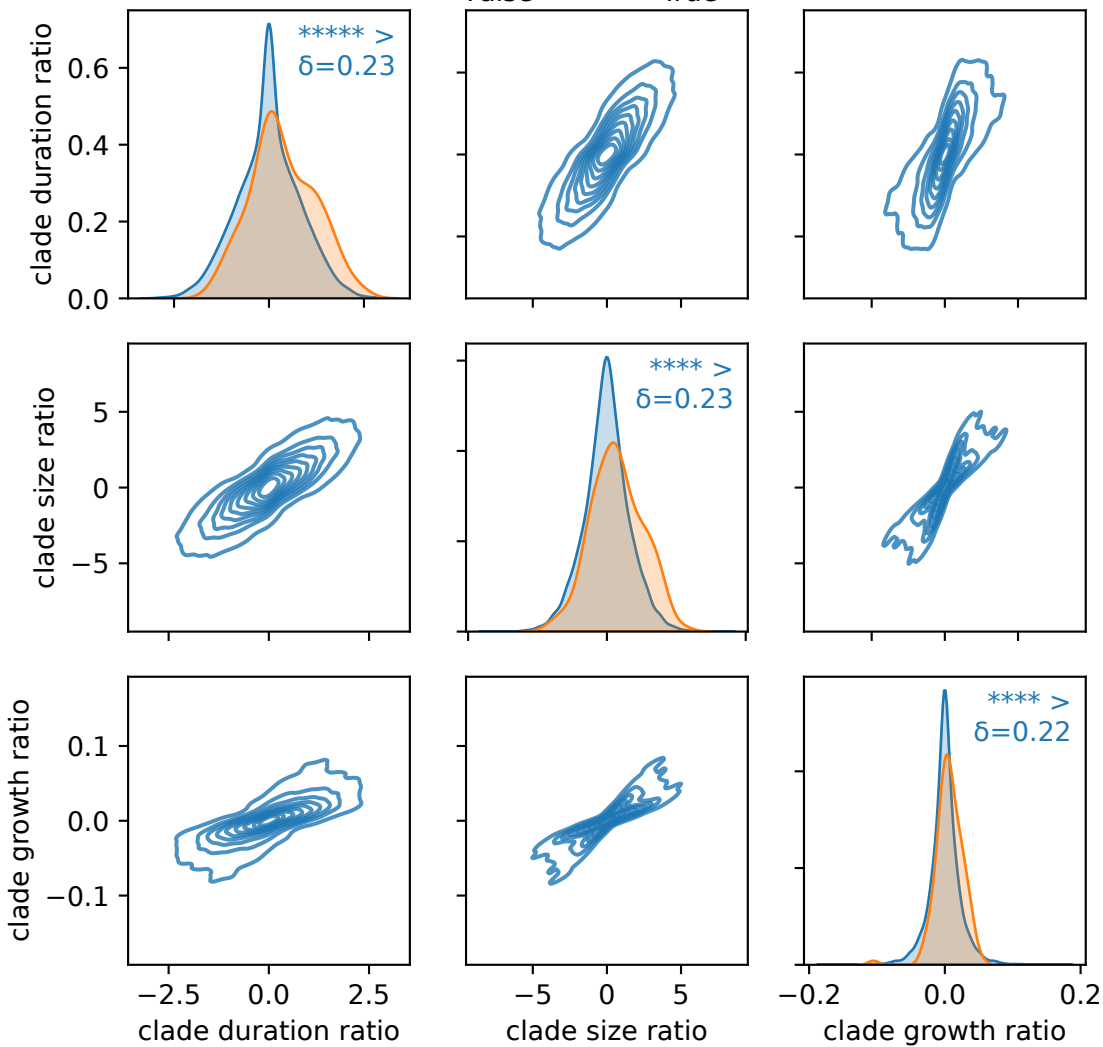 clade duration ratio
0.6
0.4
0.2
0.0
***** >
δ=0.23
clade size ratio
5
0
−5
**** >
δ=0.23
clade growth ratio
0.1
0.0
−0.1
**** >
δ=0.22
−2.5 0.0 2.5
−5 0 5
−0.2 0.0 0.2
clade duration ratio
clade size ratio
clade growth ratio